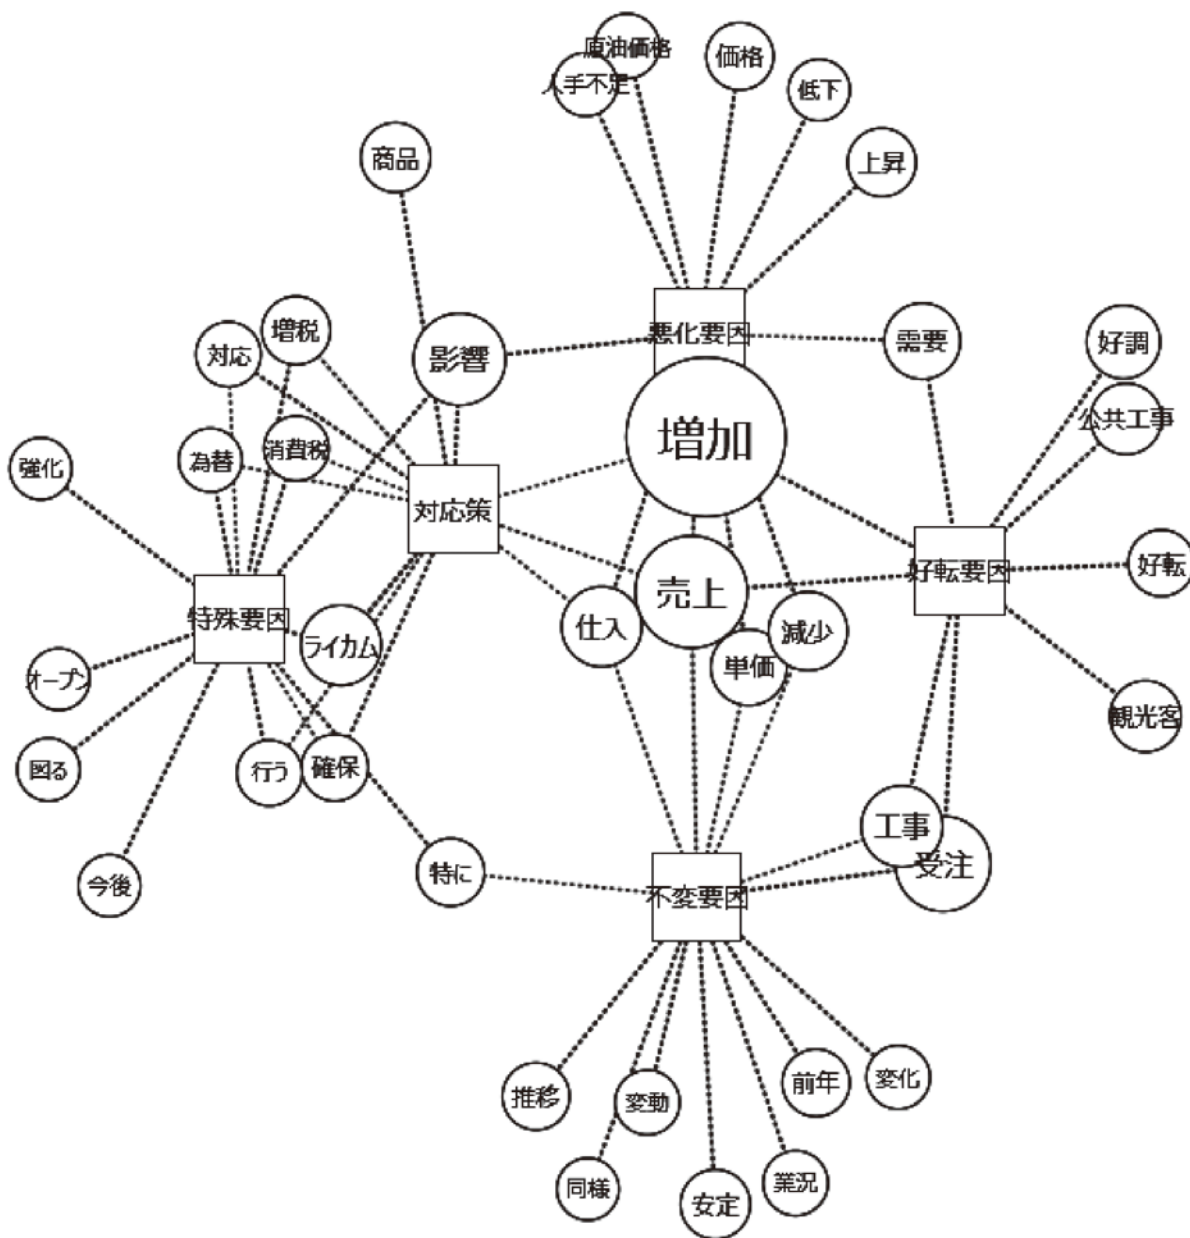 原油価格
価格
人手不足
低下
商品
上昇
増税
悪化要因
需要
好調
対応
影響
公共工事
増加
為替
消費税
強化
対応策
好転
好転要因
売上
特殊要因
仕入
減少
ライカム
単価
オープン
観光客
図る
行う
確保
工事
受注
特に
今後
不変要因
推移
変動
前年
変化
同様
安定
業況